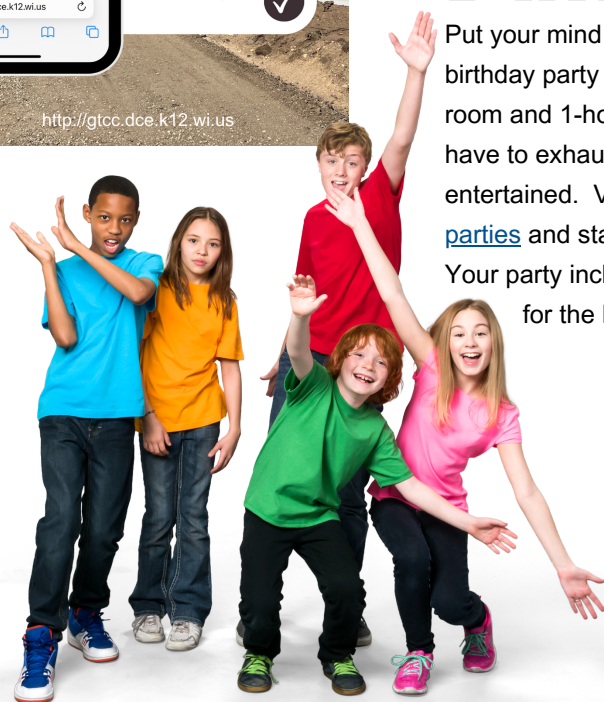 ce.k12.wi.us
http://gtcc.dce.k12.wi.us
Put your mind
birthday party
room and 1-ho
have to exhau
entertained. V
parties and sta
Your party incl
for the